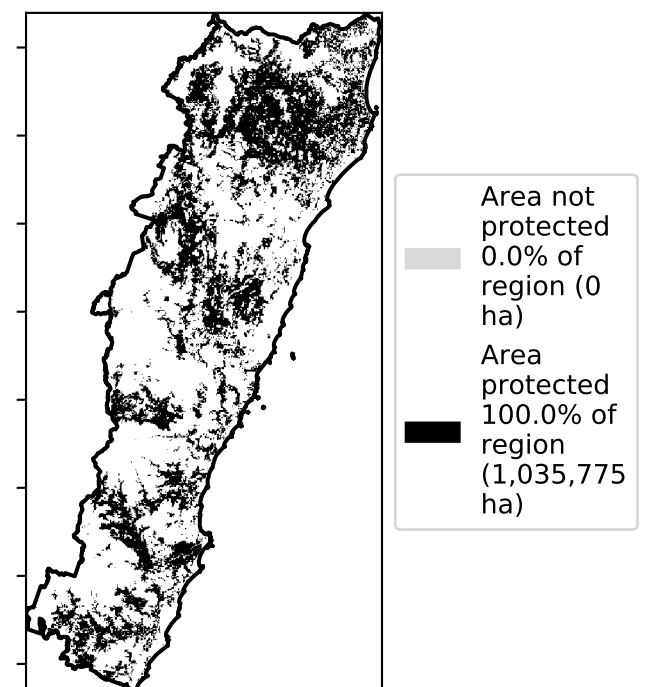 Area not
protected
0.0% of
region (0
ha)
Area
protected
100.0% of
region
(1,035,775
ha)